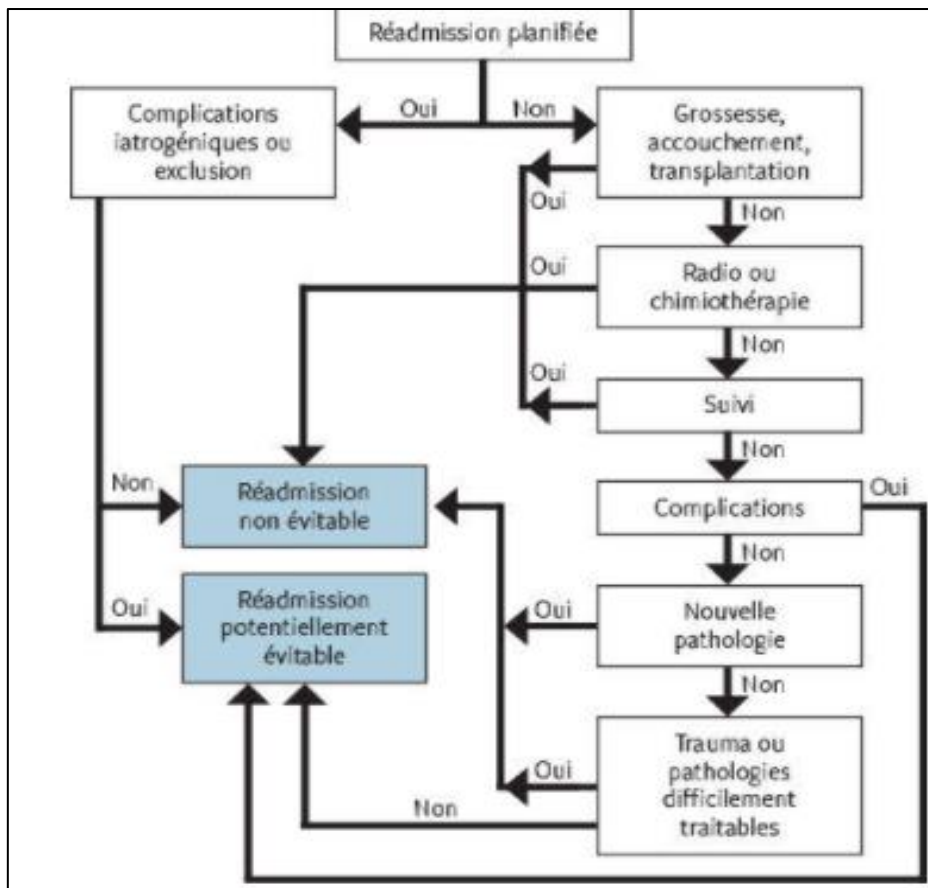 Réadmission planifiée
Oui
Non
Complications
iatrogéniques ou
exclusion
Grossesse,
accouchement,
transplantation
Oui
Non
Oui
Radio ou
chimiothérapie
Non
Oui
Suivi
Non
Non
Réadmission
non évitable
Complications
Oui
Non
Oui
Réadmission
potentiellement
évitable
Oui
Nouvelle
pathologie
Non
Oui
Trauma ou
pathologies
difficilement
traitables
Non